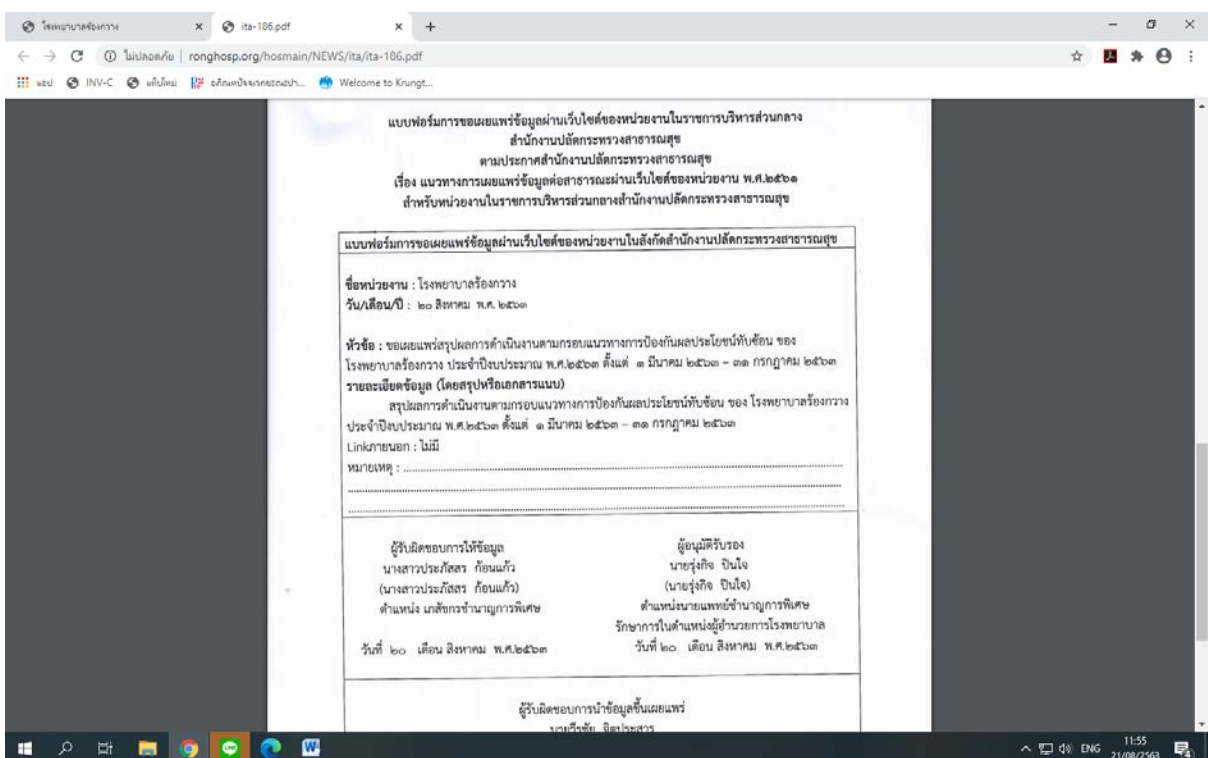 โรงพยาบาลร้องกวาง
ita-186.pdf
ไม่ปลอดภัย
ronghosp.org/hosmain/NEWS/ita/ita-186.pdf
แอป
INV-C
แท็บใหม่
Welcome to Krungt...
แบบฟอร์มการขอเผยแพร่ข้อมูลผ่านเว็บไซต์ของหน่วยงานในราชการบริหารส่วนกลาง
สำนักงานปลัดกระทรวงสาธารณสุข
ตามประกาศสำนักงานปลัดกระทรวงสาธารณสุข
เรื่อง แนวทางการเผยแพร่ข้อมูลต่อสาธารณะผ่านเว็บไซต์ของหน่วยงาน พ.ศ.๒๕๖๑
สำหรับหน่วยงานในราชการบริหารส่วนกลางสำนักงานปลัดกระทรวงสาธารณสุข
แบบฟอร์มการขอเผยแพร่ข้อมูลผ่านเว็บไซต์ของหน่วยงานในสังกัดสำนักงานปลัดกระทรวงสาธารณสุข
ชื่อหน่วยงาน : โรงพยาบาลร้องกวาง
วัน/เดือน/ปี : ๒๐ สิงหาคม พ.ศ. ๒๕๖๓
หัวข้อ : ขอเผยแพร่สรุปผลการดำเนินงานตามกรอบแนวทางการป้องกันผลประโยชน์ทับซ้อน ของ
โรงพยาบาลร้องกวาง ประจำปีงบประมาณ พ.ศ.๒๕๖๓ ตั้งแต่ ๑ มีนาคม ๒๕๖๓ – ๓๑ กรกฎาคม ๒๕๖๓
รายละเอียดข้อมูล (โดยสรุปหรือเอกสารแนบ)
สรุปผลการดำเนินงานตามกรอบแนวทางการป้องกันผลประโยชน์ทับซ้อน ของ โรงพยาบาลร้องกวาง
ประจำปีงบประมาณ พ.ศ.๒๕๖๓ ตั้งแต่ ๑ มีนาคม ๒๕๖๓ – ๓๑ กรกฎาคม ๒๕๖๓
Linkภายนอก : ไม่มี
หมายเหตุ :
ผู้รับผิดชอบการให้ข้อมูล
นางสาวประภัสสร ก้อนแก้ว
(นางสาวประภัสสร ก้อนแก้ว)
ตำแหน่ง เภสัชกรชำนาญการพิเศษ
วันที่ ๒๐ เดือน สิงหาคม พ.ศ.๒๕๖๓
ผู้อนุมัติรับรอง
นายรุ่งกิจ ปินใจ
(นายรุ่งกิจ ปินใจ)
ตำแหน่งนายแพทย์ชำนาญการพิเศษ
รักษาการในตำแหน่งผู้อำนวยการโรงพยาบาล
วันที่ ๒๐ เดือน สิงหาคม พ.ศ.๒๕๖๓
ผู้รับผิดชอบการนำข้อมูลขึ้นเผยแพร่
นายวีรชัย จิตประสาร
ENG
11:55
21/08/2563